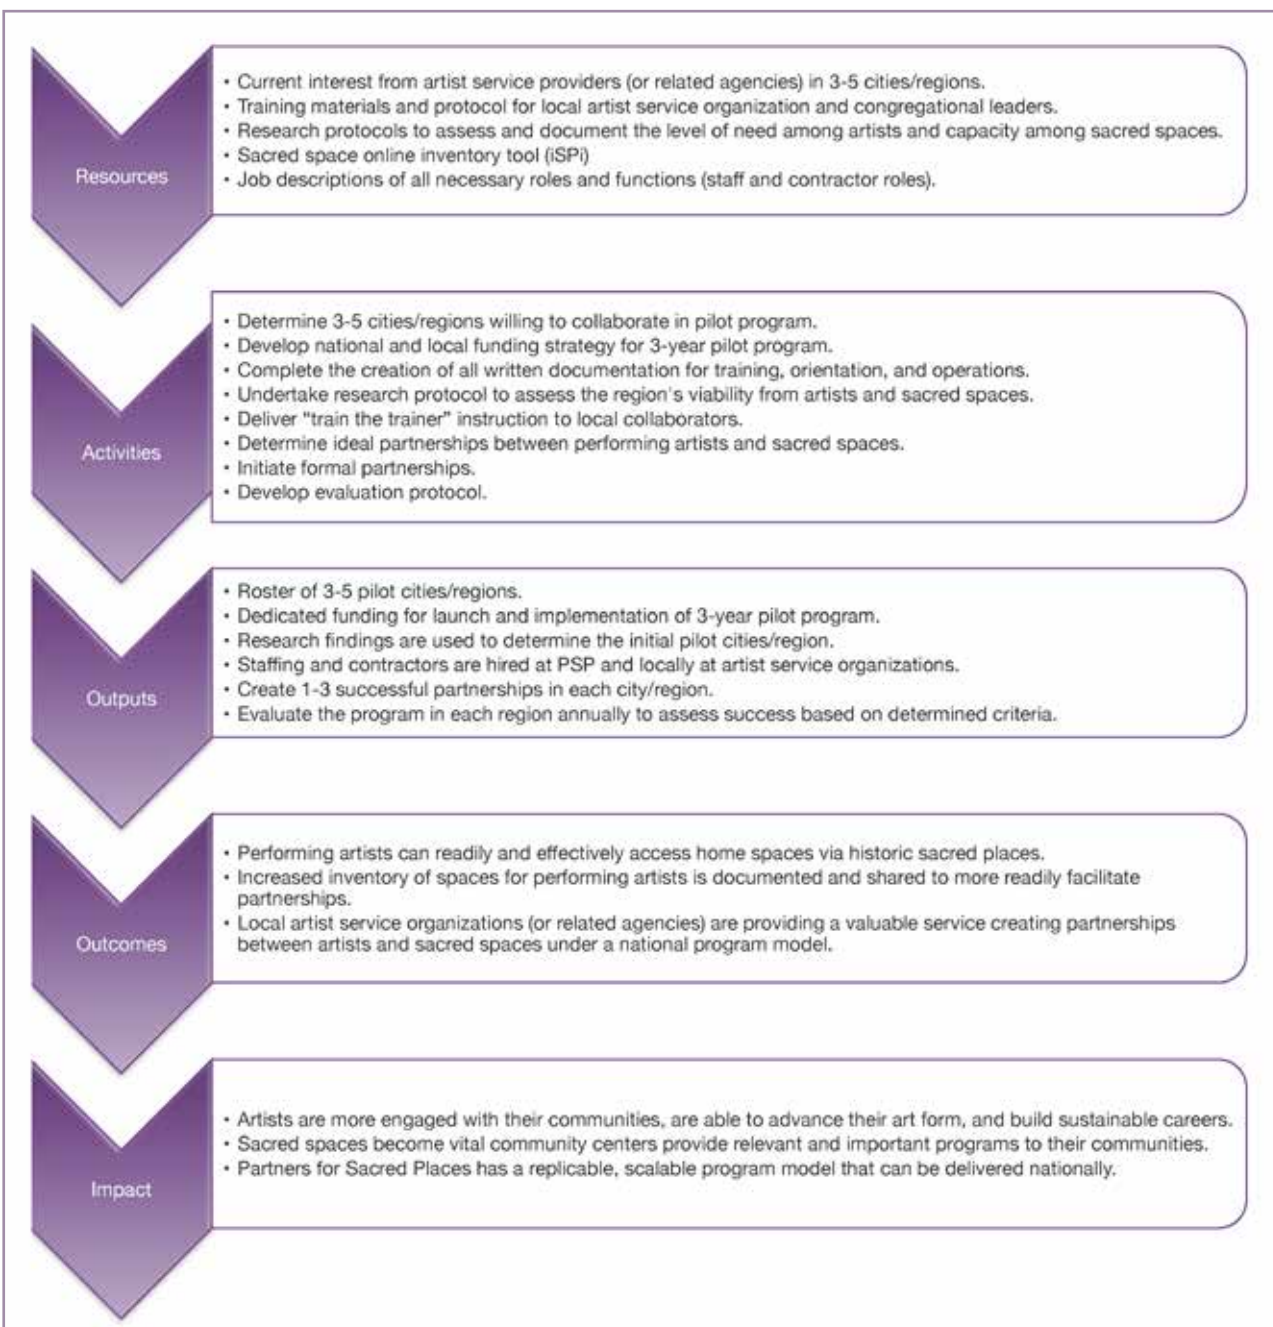 Resources
• Current interest from artist service providers (or related agencies) in 3-5 cities/regions.
• Training materials and protocol for local artist service organization and congregational leaders.
• Research protocols to assess and document the level of need among artists and capacity among sacred spaces.
• Sacred space online inventory tool (iSPi)
• Job descriptions of all necessary roles and functions (staff and contractor roles).
Activities
• Determine 3-5 cities/regions willing to collaborate in pilot program.
• Develop national and local funding strategy for 3-year pilot program.
• Complete the creation of all written documentation for training, orientation, and operations.
• Undertake research protocol to assess the region's viability from artists and sacred spaces.
• Deliver “train the trainer” instruction to local collaborators.
• Determine ideal partnerships between performing artists and sacred spaces.
• Initiate formal partnerships.
• Develop evaluation protocol.
Outputs
• Roster of 3-5 pilot cities/regions.
• Dedicated funding for launch and implementation of 3-year pilot program.
• Research findings are used to determine the initial pilot cities/region.
• Staffing and contractors are hired at PSP and locally at artist service organizations.
• Create 1-3 successful partnerships in each city/region.
• Evaluate the program in each region annually to assess success based on determined criteria.
Outcomes
• Performing artists can readily and effectively access home spaces via historic sacred places.
• Increased inventory of spaces for performing artists is documented and shared to more readily facilitate
partnerships.
• Local artist service organizations (or related agencies) are providing a valuable service creating partnerships
between artists and sacred spaces under a national program model.
Impact
• Artists are more engaged with their communities, are able to advance their art form, and build sustainable careers.
• Sacred spaces become vital community centers provide relevant and important programs to their communities.
• Partners for Sacred Places has a replicable, scalable program model that can be delivered nationally.